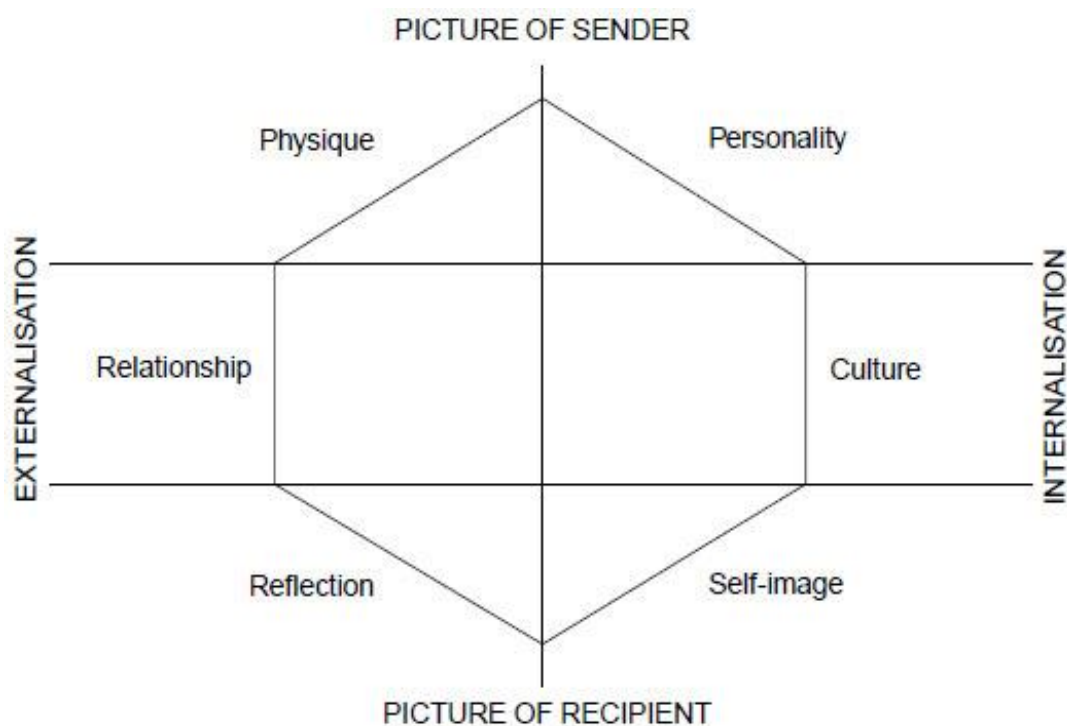 PICTURE OF SENDER
Physique
Personality
EXTERNALISATION
INTERNALISATION
Relationship
Culture
Reflection
Self-image
PICTURE OF RECIPIENT